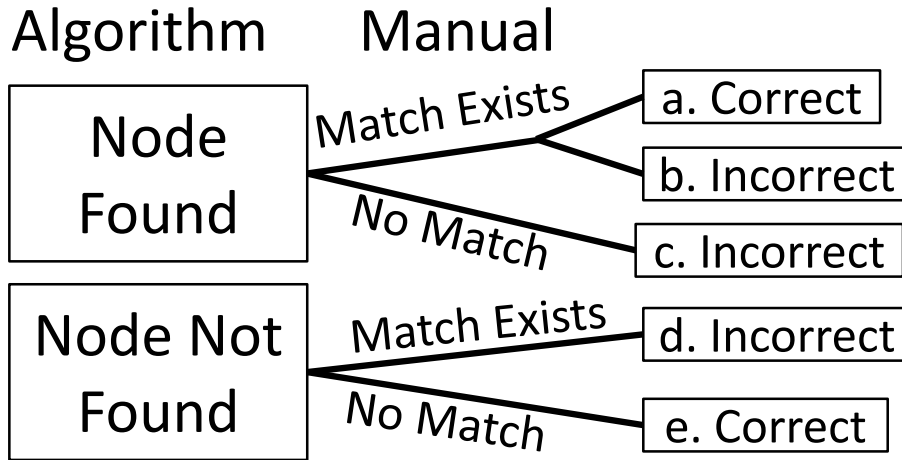 Algorithm Manual
Node
Found
Match Exists
No Match
a. Correct
b. Incorrect
c. Incorrect
Node Not
Found
Match Exists
No Match
d. Incorrect
e. Correct